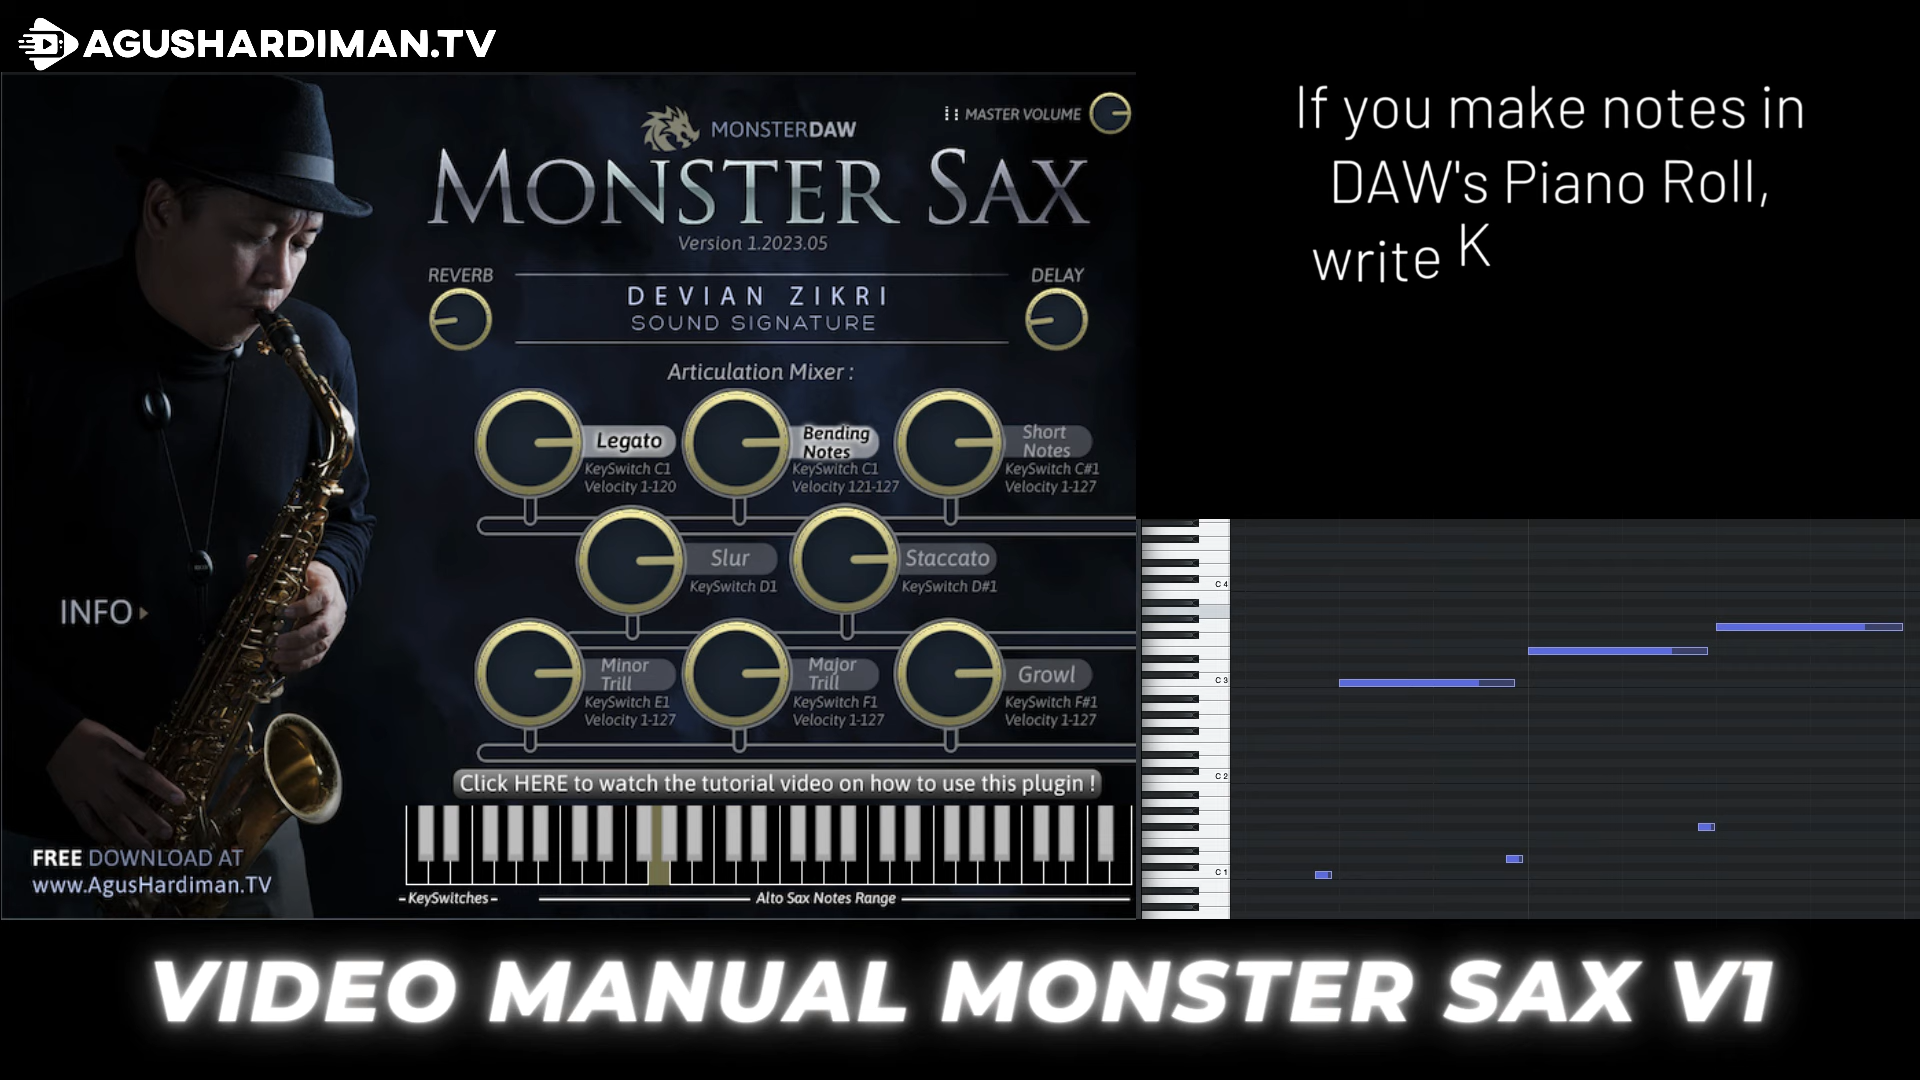 AGUSHARDIMAN.TV
If you make notes in
DAW's Piano Roll,
write K
MONSTERDAW
MASTER VOLUME
MONSTER SAX
Version 1.2023.05
REVERB
DELAY
DEVIAN ZIKRI
SOUND SIGNATURE
Articulation Mixer :
Legato
KeySwitch C1
Velocity 1-120
Bending
Notes
KeySwitch C1
Velocity 121-127
Short
Notes
KeySwitch C#1
Velocity 1-127
Slur
KeySwitch D1
Staccato
KeySwitch D#1
Minor
Trill
KeySwitch E1
Velocity 1-127
Major
Trill
KeySwitch F1
Velocity 1-127
Growl
KeySwitch F#1
Velocity 1-127
INFO
Click HERE to watch the tutorial video on how to use this plugin !
FREE DOWNLOAD AT
www.AgusHardiman.TV
KeySwitches
Alto Sax Notes Range
C4
C3
C2
C1
VIDEO MANUAL MONSTER SAX V1